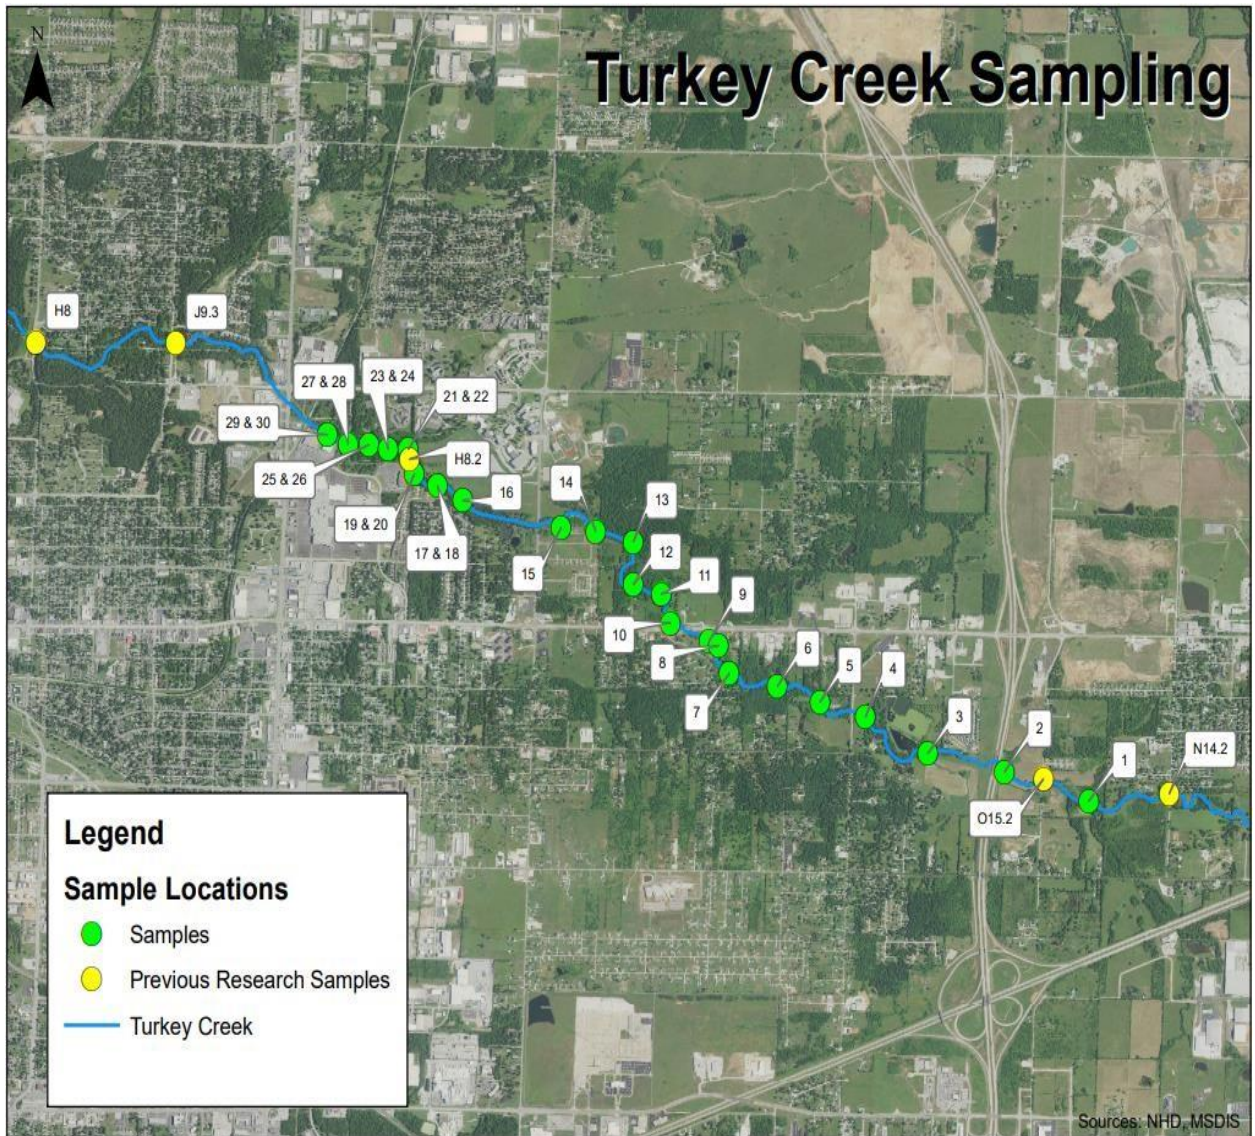 N
Turkey Creek Sampling
H8
J9.3
27 & 28
23 & 24
21 & 22
29 & 30
25 & 26
H8.2
19 & 20
17 & 18
16
14
13
15
12
11
9
10
8
6
5
4
7
3
2
1
N14.2
O15.2
Legend
Sample Locations
Samples
Previous Research Samples
Turkey Creek
Sources: NHD, MSDIS